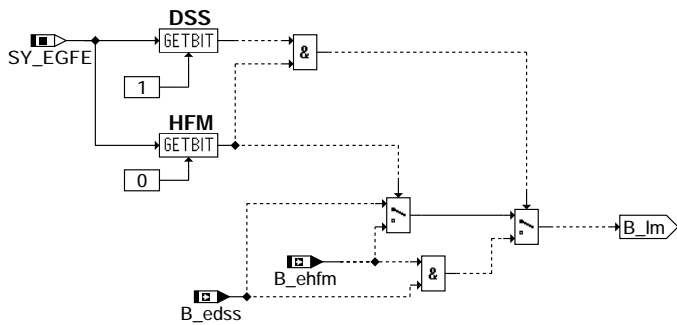 DSS
GETBIT
SY_EGFE
&
1
HFM
GETBIT
0
B_lm
B_ehfm
&
B_edss